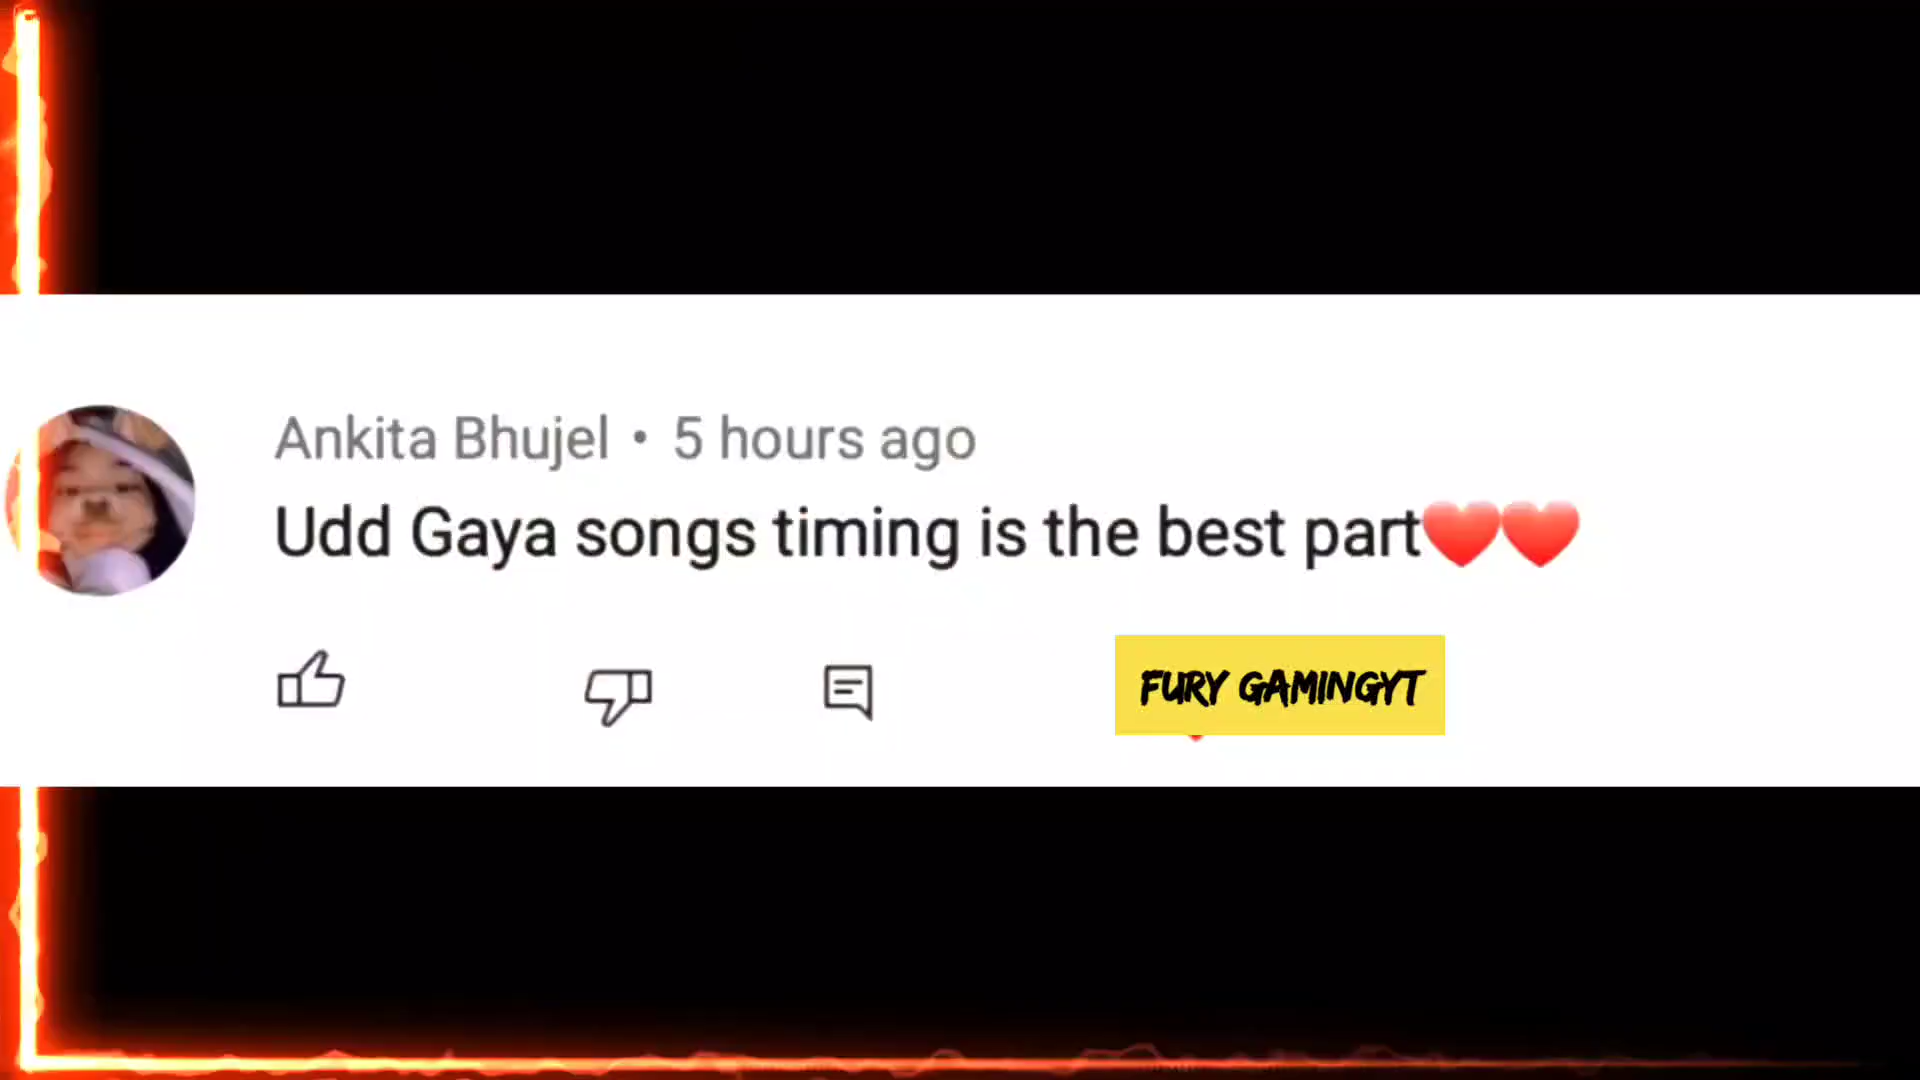 Ankita Bhujel • 5 hours ago
Udd Gaya songs timing is the best part❤️❤️
FURY GAMINGYT